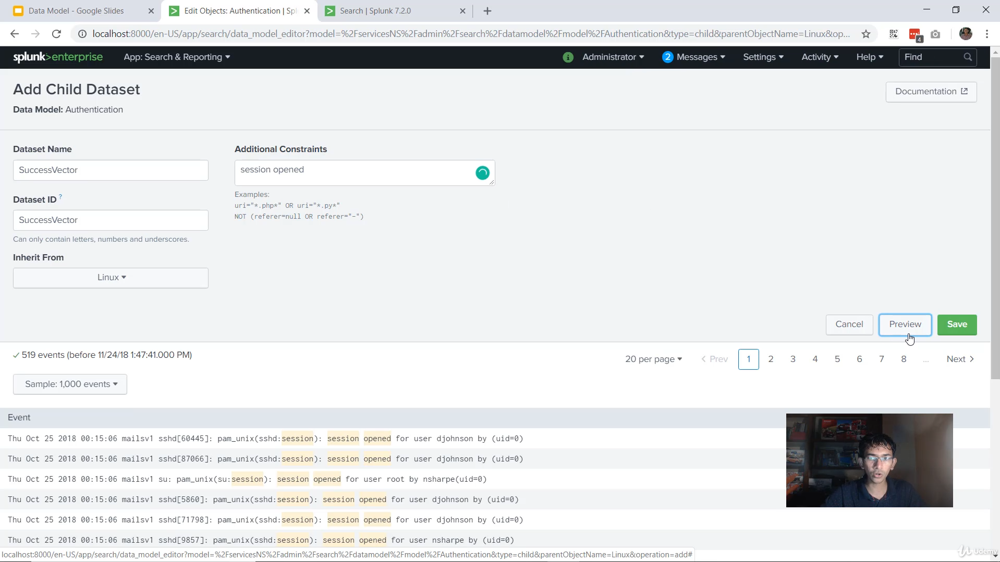 Data Model - Google Slides
Edit Objects: Authentication | Spl
Search | Splunk 7.2.0
localhost:8000/en-US/app/search/data_model_editor?model=%2FservicesNS%2Fadmin%2Fsearch%2Fdatamodel%2Fmodel%2FAuthentication&type=child&parentObjectName=Linux&op...
4
splunk>enterprise
App: Search & Reporting
i
Administrator
2 Messages
Settings
Activity
Help
Find
Add Child Dataset
Documentation
Data Model: Authentication
Dataset Name
Additional Constraints
SuccessVector
session opened
Examples:
uri="*.php*" OR uri="*.py*"
NOT (referer=null OR referer="-")
Dataset ID ?
SuccessVector
Can only contain letters, numbers and underscores.
Inherit From
Linux
Cancel
Preview
Save
519 events (before 11/24/18 1:47:41.000 PM)
20 per page
< Prev 1 2 3 4 5 6 7 8 ... Next >
Sample: 1,000 events
Event
Thu Oct 25 2018 00:15:06 mailsv1 sshd[60445]: pam_unix(sshd:session): session opened for user djohnson by (uid=0)
Thu Oct 25 2018 00:15:06 mailsv1 sshd[87066]: pam_unix(sshd:session): session opened for user djohnson by (uid=0)
Thu Oct 25 2018 00:15:06 mailsv1 su: pam_unix(su:session): session opened for user root by nsharpe(uid=0)
Thu Oct 25 2018 00:15:06 mailsv1 sshd[5860]: pam_unix(sshd:session): session opened for user djohnson by (uid=0)
Thu Oct 25 2018 00:15:06 mailsv1 sshd[71798]: pam_unix(sshd:session): session opened for user djohnson by (uid=0)
Thu Oct 25 2018 00:15:06 mailsv1 sshd[9857]: pam_unix(sshd:session): session opened for user nsharpe by (uid=0)
localhost:8000/en-US/app/search/data_model_editor?model=%2FservicesNS%2Fadmin%2Fsearch%2Fdatamodel%2Fmodel%2FAuthentication&type=child&parentObjectName=Linux&operation=add#
Udemy